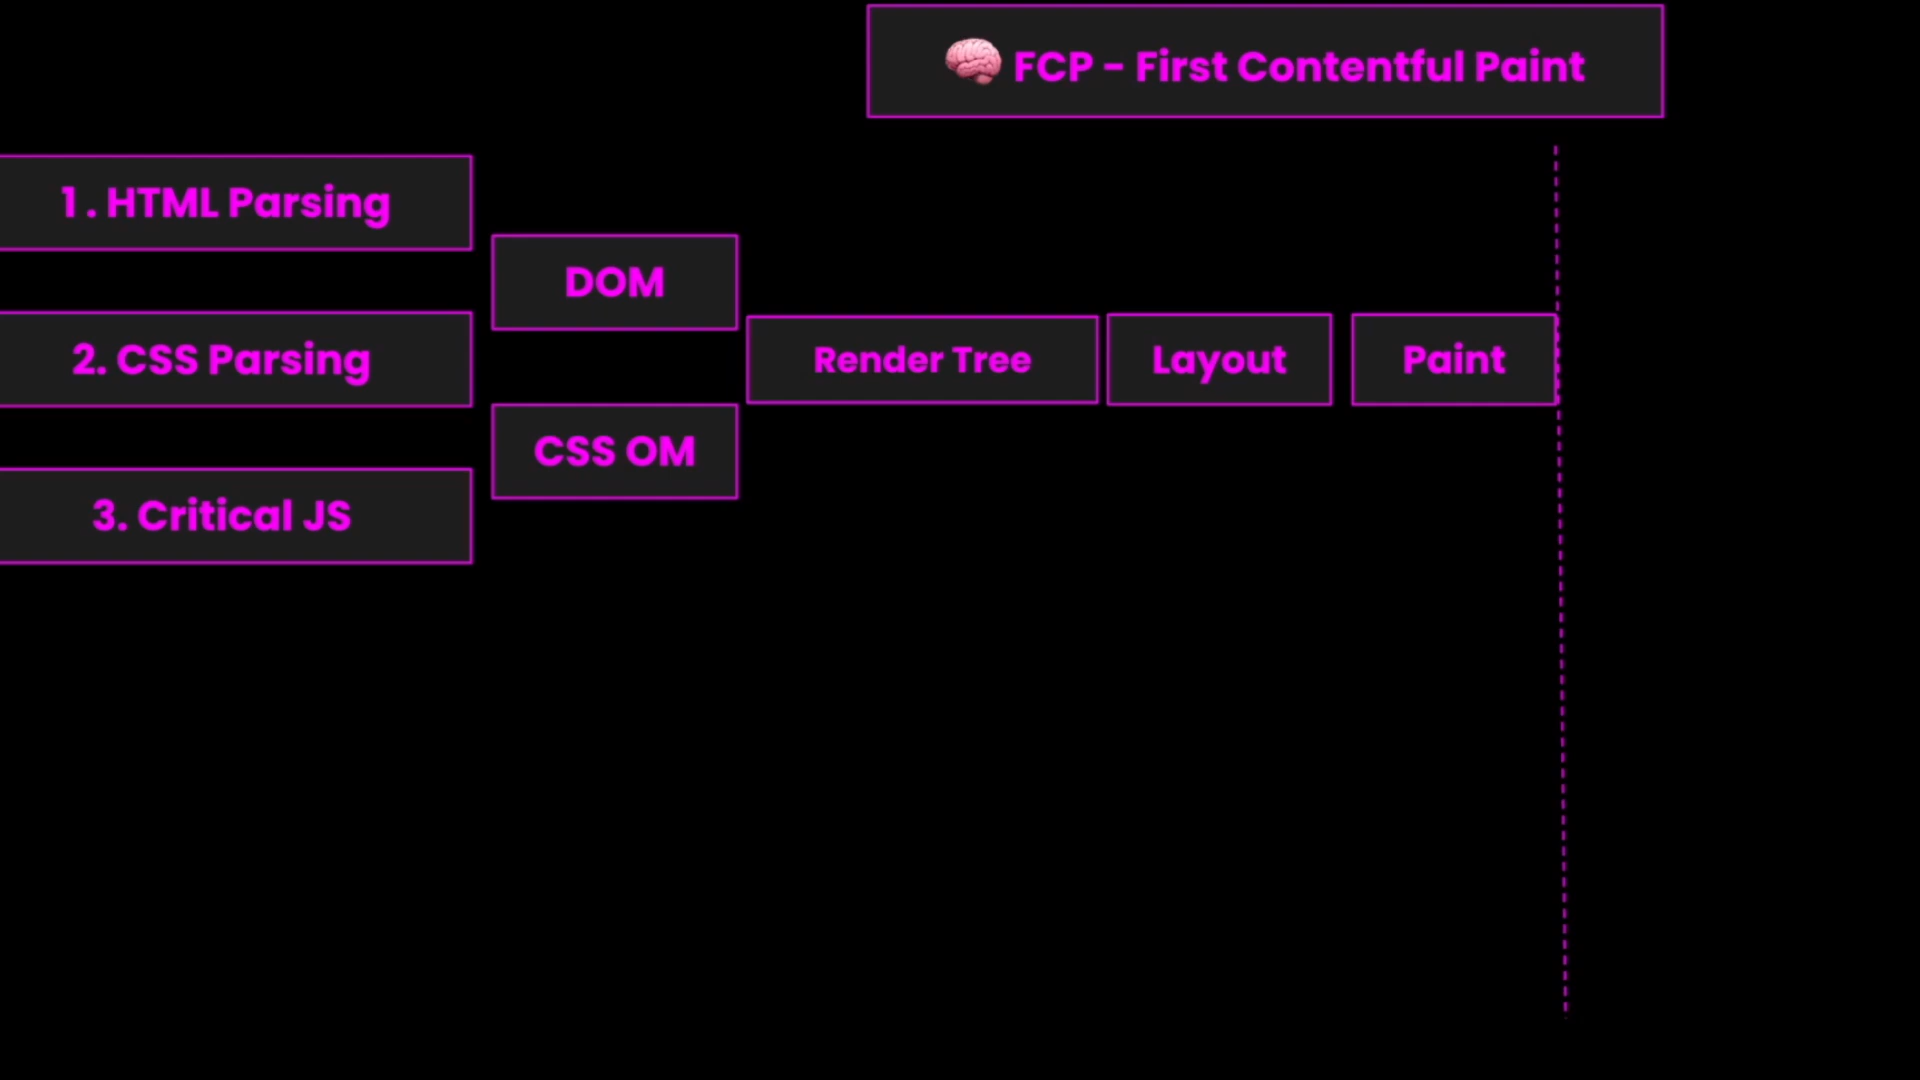 🧠 FCP - First Contentful Paint
1 . HTML Parsing
DOM
2. CSS Parsing
Render Tree
Layout
Paint
CSS OM
3. Critical JS